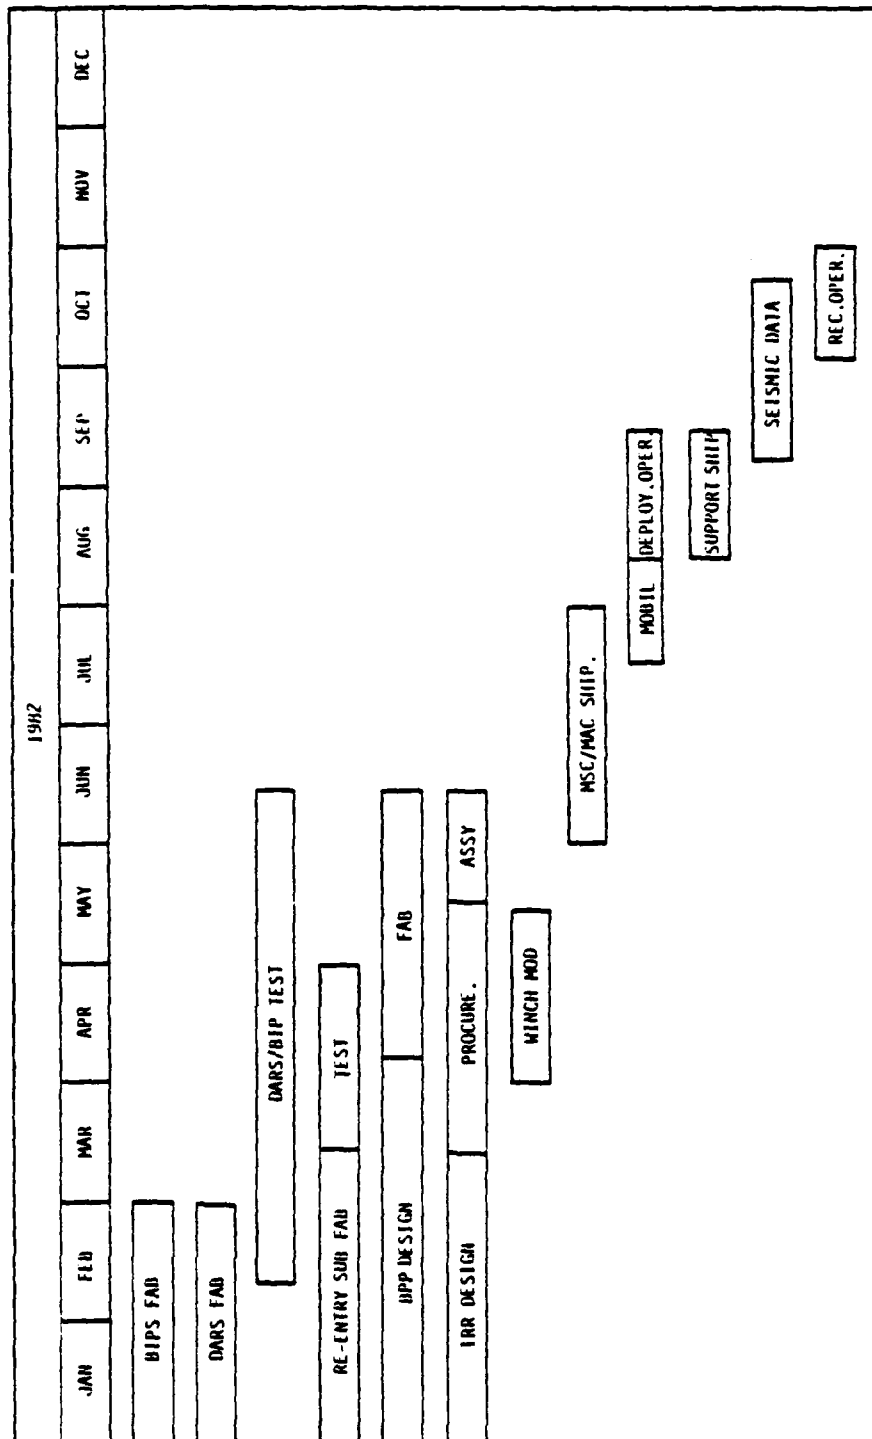 1982
JAN FEB MAR APR MAY JUN JUL AUG SEP OCT NOV DEC
BIPS FAB
DARS FAB
DARS/BIP TEST
RE-ENTRY SUB FAB TEST
BPP DESIGN FAB
IRR DESIGN PROCURE. ASSY
WINCH MOD
MSC/MAC SHIP.
MOBIL DEPLOY.OPER.
SUPPORT SHIP
SEISMIC DATA
REC.OPER.